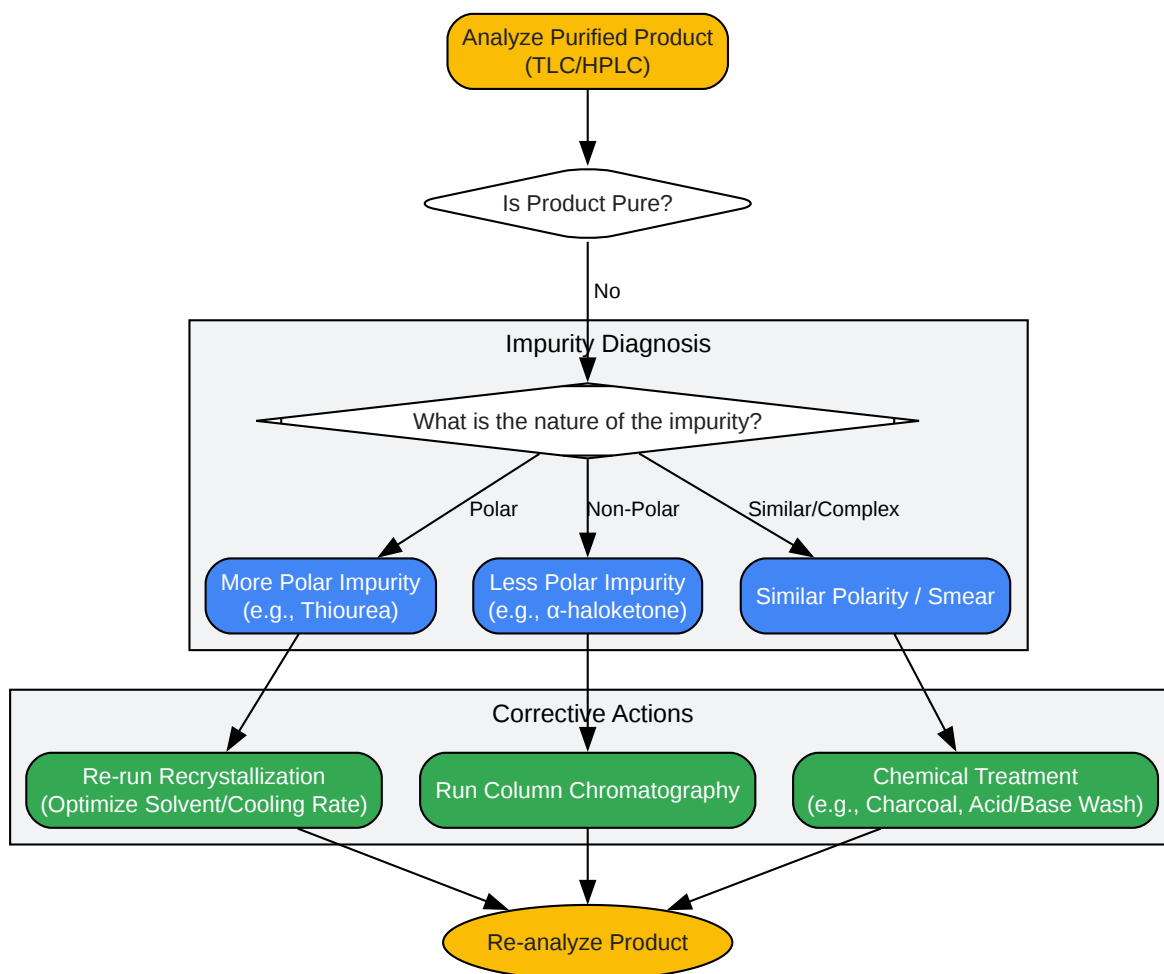 Analyze Purified Product
(TLC/HPLC)
Is Product Pure?
No
Impurity Diagnosis
What is the nature of the impurity?
Polar
Non-Polar
Similar/Complex
More Polar Impurity
(e.g., Thiourea)
Less Polar Impurity
(e.g., α-haloketone)
Similar Polarity / Smear
Corrective Actions
Re-run Recrystallization
(Optimize Solvent/Cooling Rate)
Run Column Chromatography
Chemical Treatment
(e.g., Charcoal, Acid/Base Wash)
Re-analyze Product